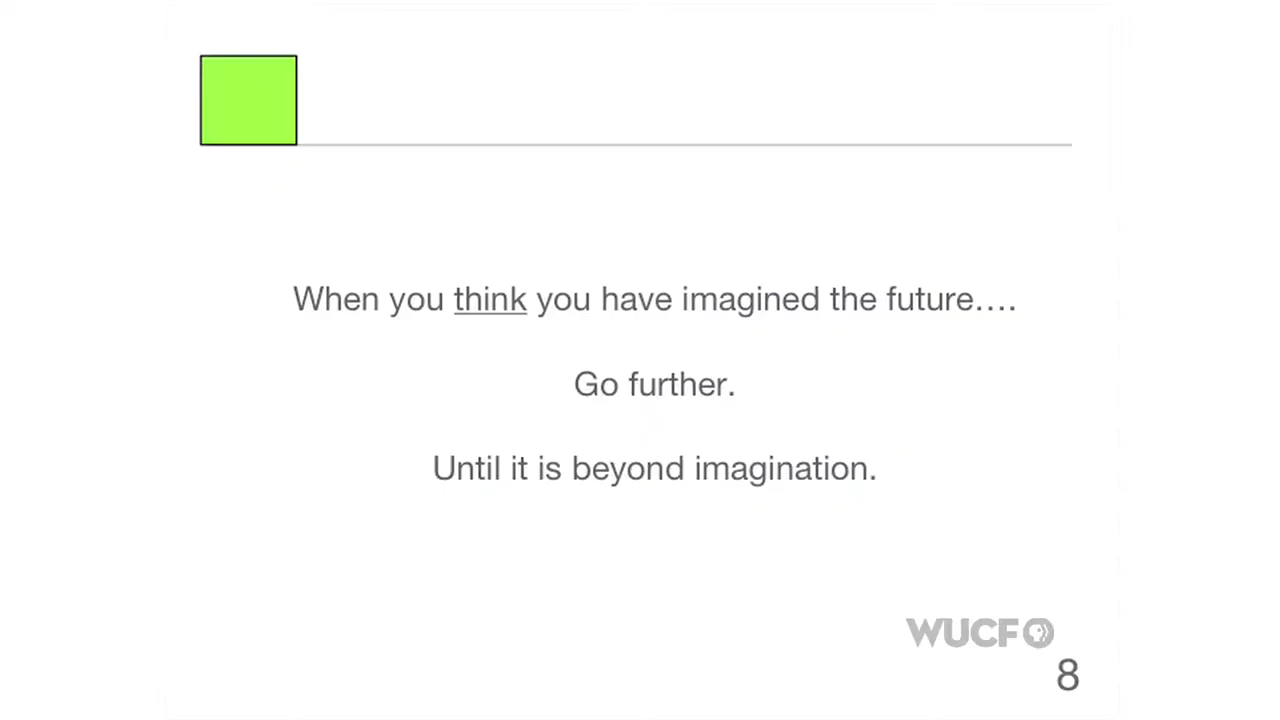 When you think you have imagined the future….
Go further.
Until it is beyond imagination.
WUCF
8